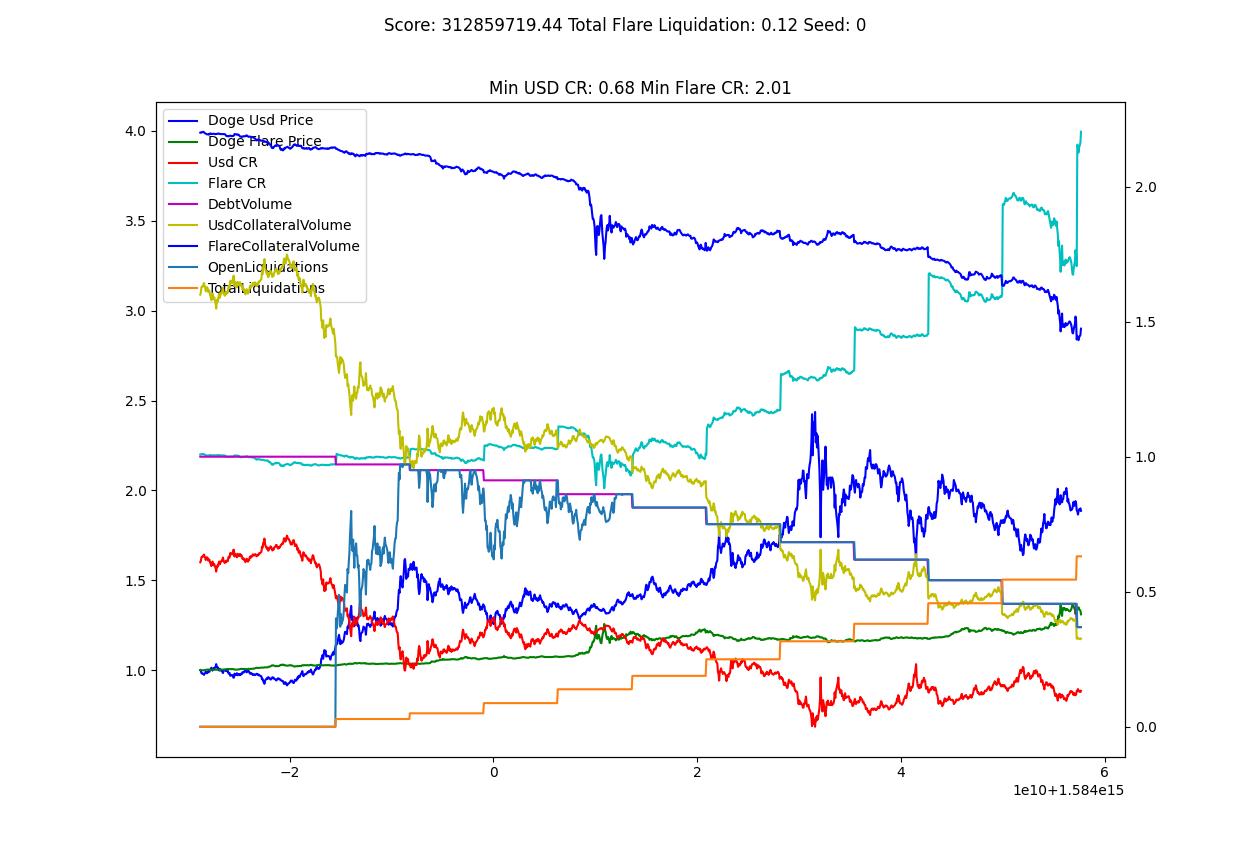 Score: 312859719.44 Total Flare Liquidation: 0.12 Seed: 0
Min USD CR: 0.68 Min Flare CR: 2.01
Doge Usd Price
Doge Flare Price
Usd CR
Flare CR
DebtVolume
UsdCollateralVolume
FlareCollateralVolume
OpenLiquidations
TotalLiquidations
4.0
3.5
3.0
2.5
2.0
1.5
1.0
2.0
1.5
1.0
0.5
0.0
−2
0
2
4
6
1e10+1.584e15